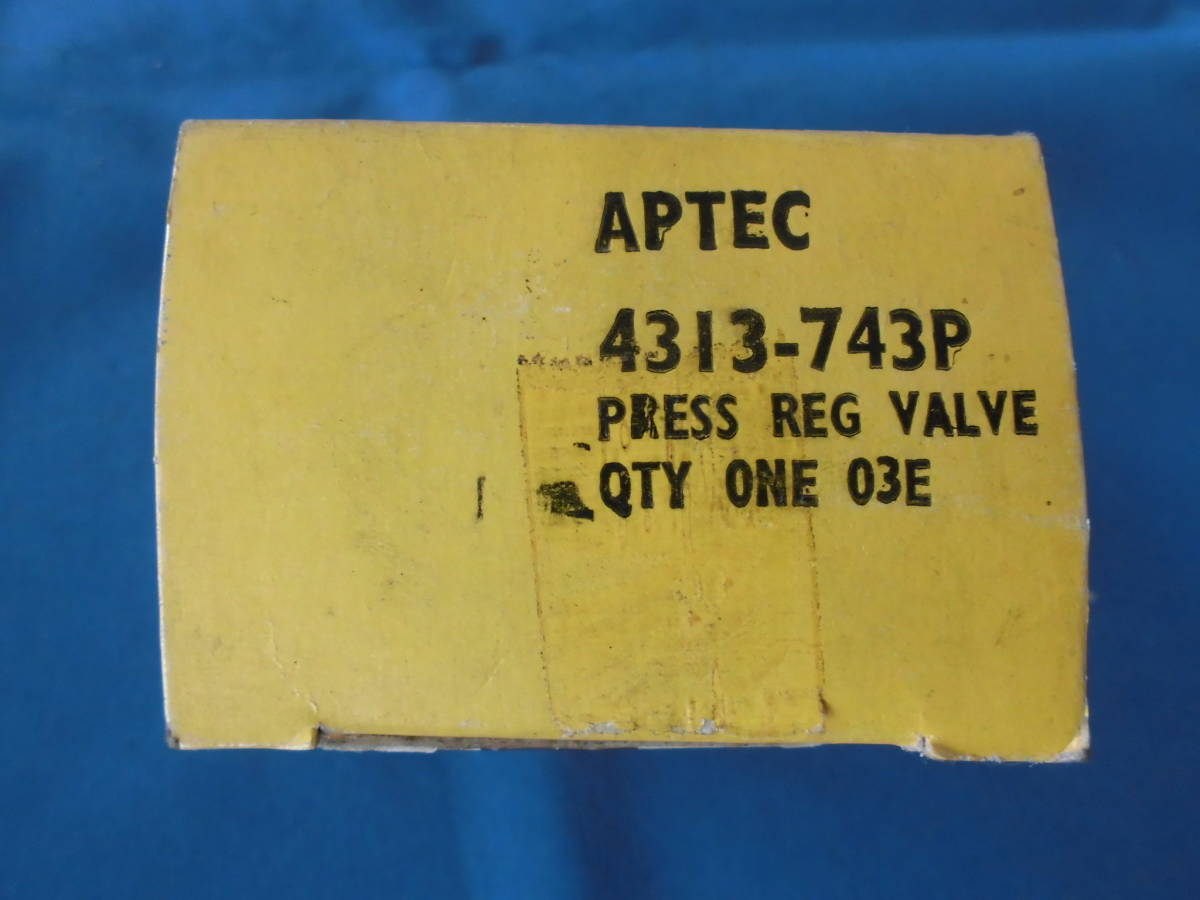 APTEC
4313-743P
PRESS REG VALVE
QTY ONE 03E